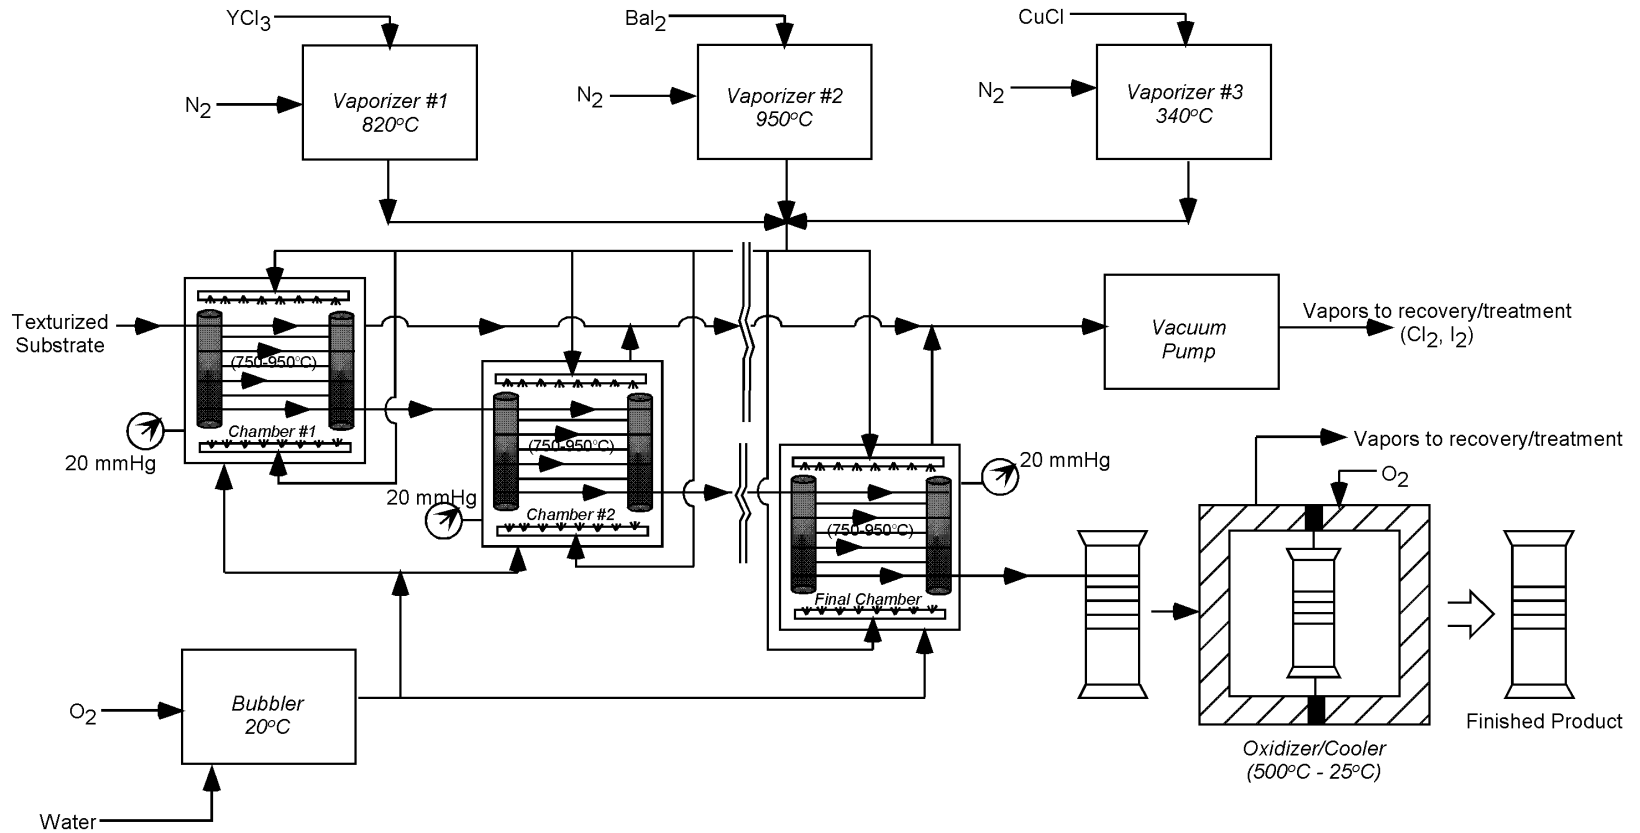 YCl3
BaI2
CuCl
N2
Vaporizer #1
820°C
N2
Vaporizer #2
950°C
N2
Vaporizer #3
340°C
Texturized
Substrate
(750-950°C)
Chamber #1
20 mmHg
Vacuum
Pump
Vapors to recovery/treatment
(Cl2, I2)
(750-950°C)
Chamber #2
20 mmHg
(750-950°C)
Final Chamber
20 mmHg
Vapors to recovery/treatment
O2
O2
Bubbler
20°C
Water
Oxidizer/Cooler
(500°C - 25°C)
Finished Product